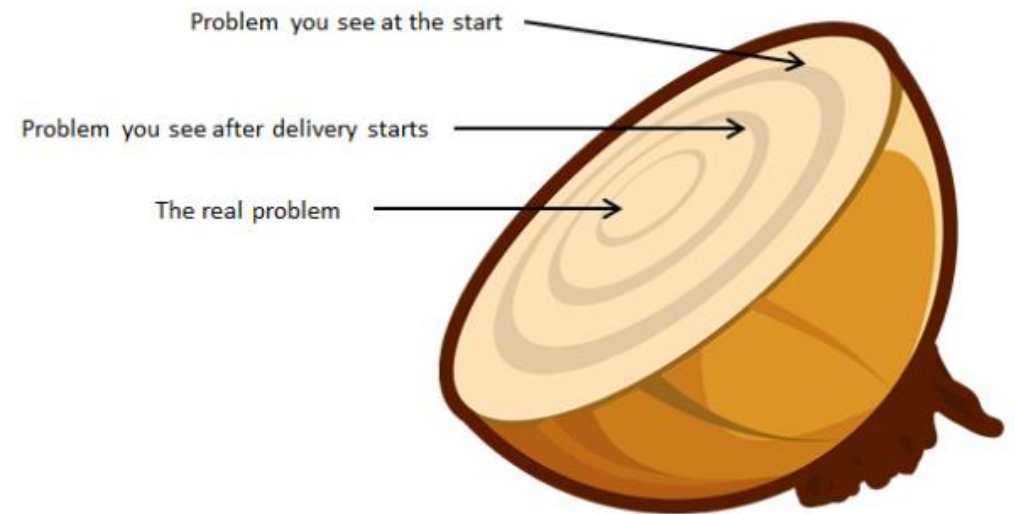 Problem you see at the start
Problem you see after delivery starts
The real problem